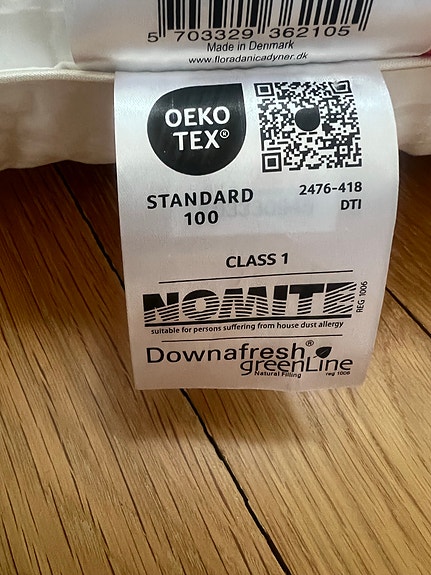 5 703329 362105
Made in Denmark
www.floradanicadyner.dk
OEKO
TEX®
STANDARD
100
2476-418
DTI
CLASS 1
NOMITE
REG 1006
suitable for persons suffering from house dust allergy
Downafresh®
greenLine
Natural Filling
reg 1006